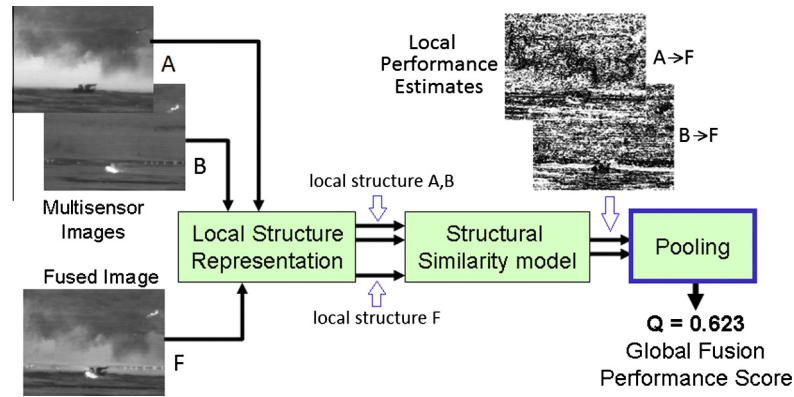 A
B
Multisensor
Images
Fused Image
F
Local Structure
Representation
local structure A,B
local structure F
Structural
Similarity model
Local
Performance
Estimates
A→F
B→F
Pooling
Q = 0.623
Global Fusion
Performance Score